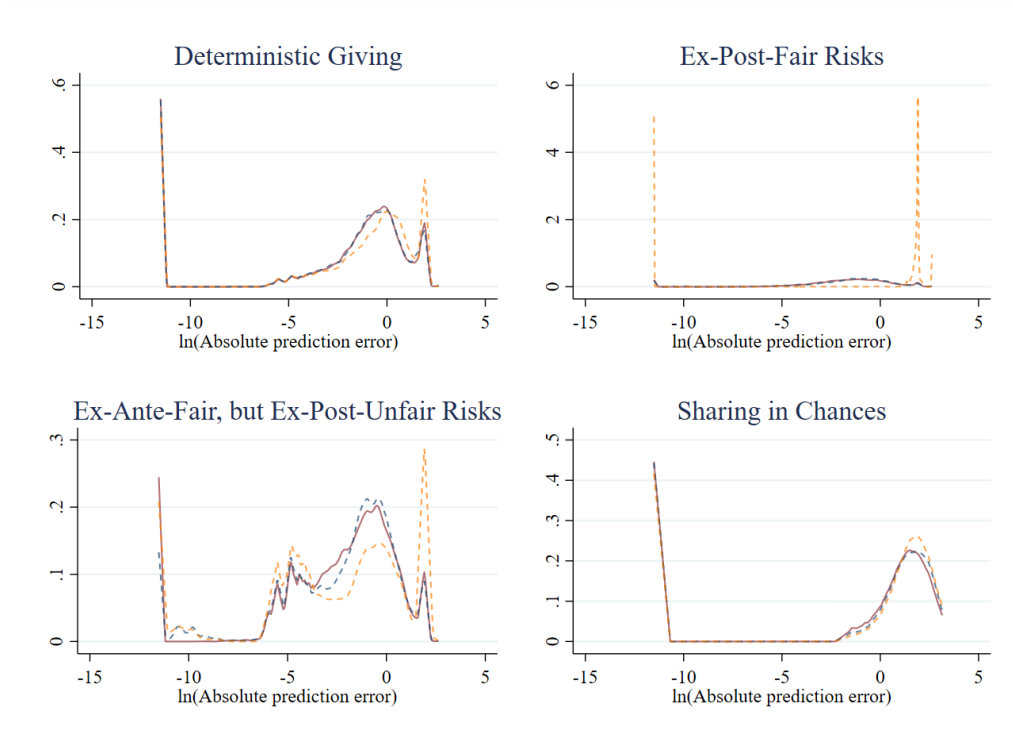 Deterministic Giving
.6
.4
.2
0
-15 -10 -5 0 5
ln(Absolute prediction error)
Ex-Post-Fair Risks
6
4
2
0
-15 -10 -5 0 5
ln(Absolute prediction error)
Ex-Ante-Fair, but Ex-Post-Unfair Risks
.3
.2
.1
0
-15 -10 -5 0 5
ln(Absolute prediction error)
Sharing in Chances
.5
.4
.3
.2
.1
0
-15 -10 -5 0 5
ln(Absolute prediction error)